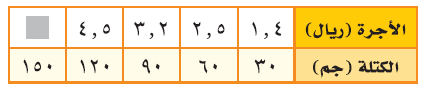 الأجرة (ريال) ١,٤ ٢,٥ ٣,٢ ٤,٥
الكتلة (جم) ٣٠ ٦٠ ٩٠ ١٢٠ ١٥٠